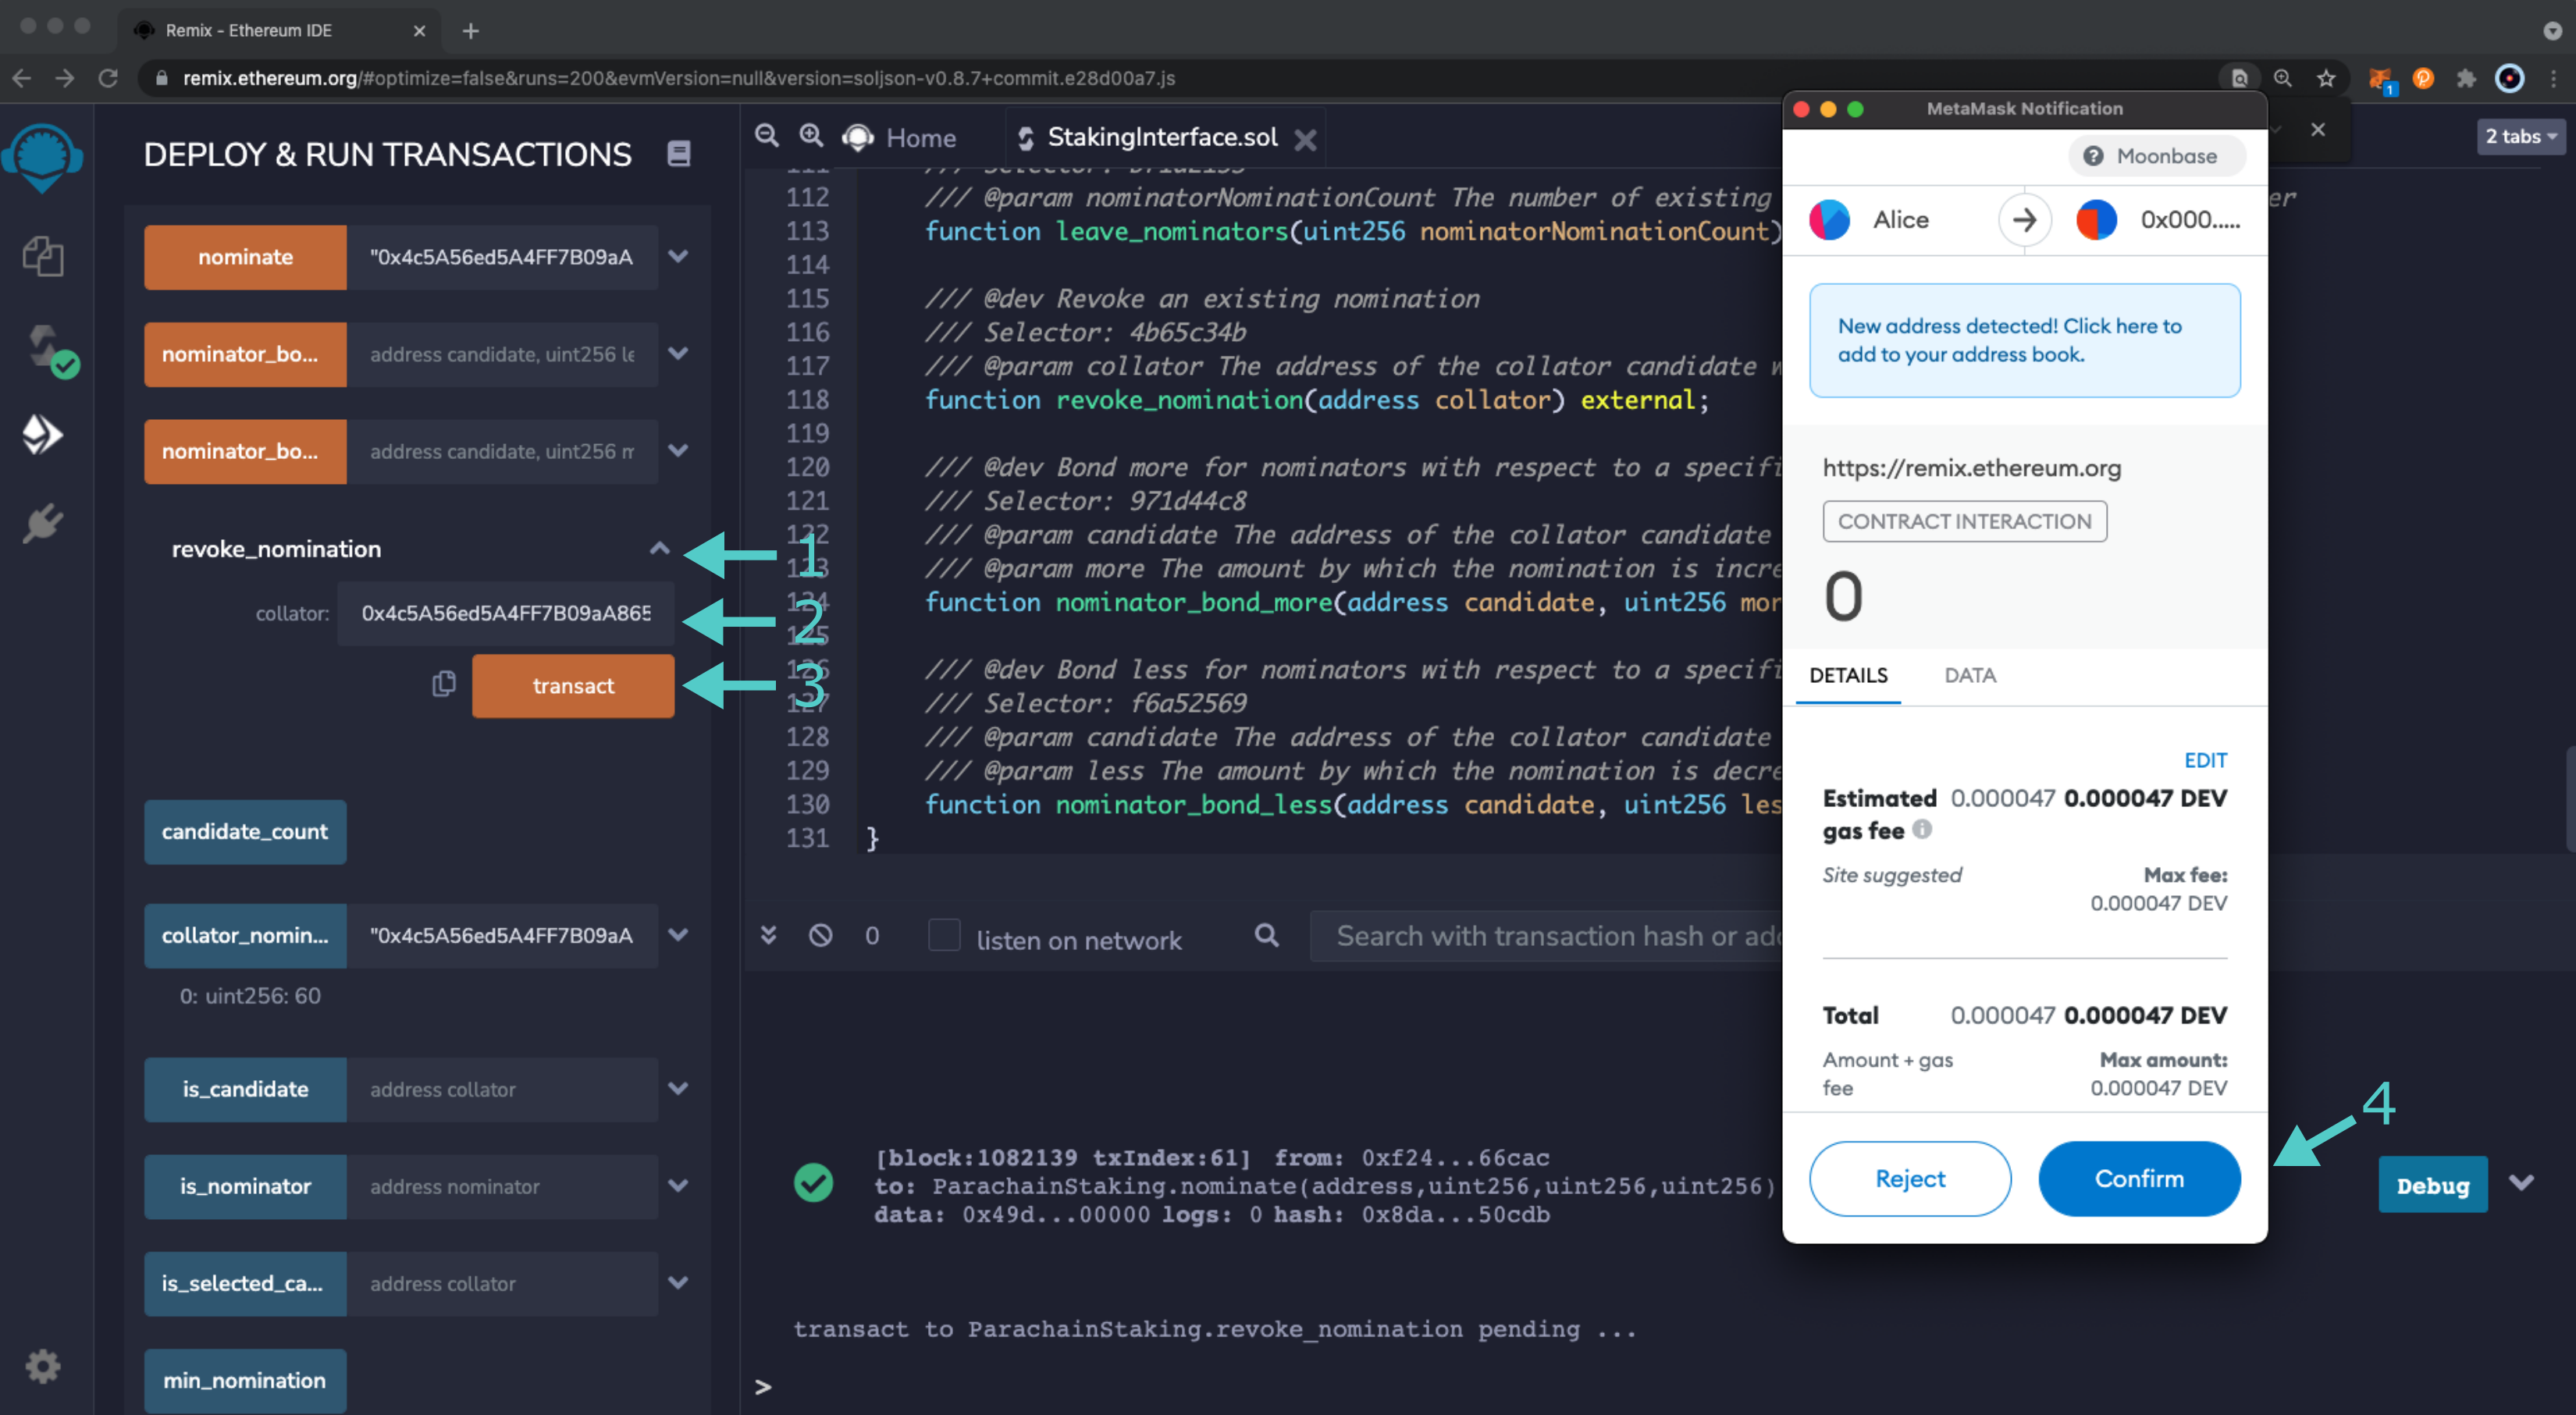 Remix - Ethereum IDE
remix.ethereum.org/#optimize=false&runs=200&evmVersion=null&version=soljson-v0.8.7+commit.e28d00a7.js
1
DEPLOY & RUN TRANSACTIONS
nominate "0x4c5A56ed5A4FF7B09aA
nominator_bo... address candidate, uint256 le
nominator_bo... address candidate, uint256 m
revoke_nomination
collator: 0x4c5A56ed5A4FF7B09aA865
transact
candidate_count
collator_nomin... "0x4c5A56ed5A4FF7B09aA
0: uint256: 60
is_candidate address collator
is_nominator address nominator
is_selected_ca... address collator
min_nomination
1
2
3
Home StakingInterface.sol
2 tabs
112 /// @param nominatorNominationCount The number of existing er
113 function leave_nominators(uint256 nominatorNominationCount)
114
115 /// @dev Revoke an existing nomination
116 /// Selector: 4b65c34b
117 /// @param collator The address of the collator candidate w
118 function revoke_nomination(address collator) external;
119
120 /// @dev Bond more for nominators with respect to a specifi
121 /// Selector: 971d44c8
122 /// @param candidate The address of the collator candidate
123 /// @param more The amount by which the nomination is incre
124 function nominator_bond_more(address candidate, uint256 mor
125
126 /// @dev Bond less for nominators with respect to a specifi
127 /// Selector: f6a52569
128 /// @param candidate The address of the collator candidate
129 /// @param less The amount by which the nomination is decre
130 function nominator_bond_less(address candidate, uint256 les
131 }
0 listen on network Search with transaction hash or add
[block:1082139 txIndex:61] from: 0xf24...66cac
to: ParachainStaking.nominate(address,uint256,uint256,uint256)
data: 0x49d...00000 logs: 0 hash: 0x8da...50cdb
Debug
transact to ParachainStaking.revoke_nomination pending ...
>
MetaMask Notification
Moonbase
Alice 0x000.....
New address detected! Click here to
add to your address book.
https://remix.ethereum.org
CONTRACT INTERACTION
0
DETAILS DATA
EDIT
Estimated 0.000047 0.000047 DEV
gas fee
Site suggested Max fee:
0.000047 DEV
Total 0.000047 0.000047 DEV
Amount + gas Max amount:
fee 0.000047 DEV
Reject Confirm
4